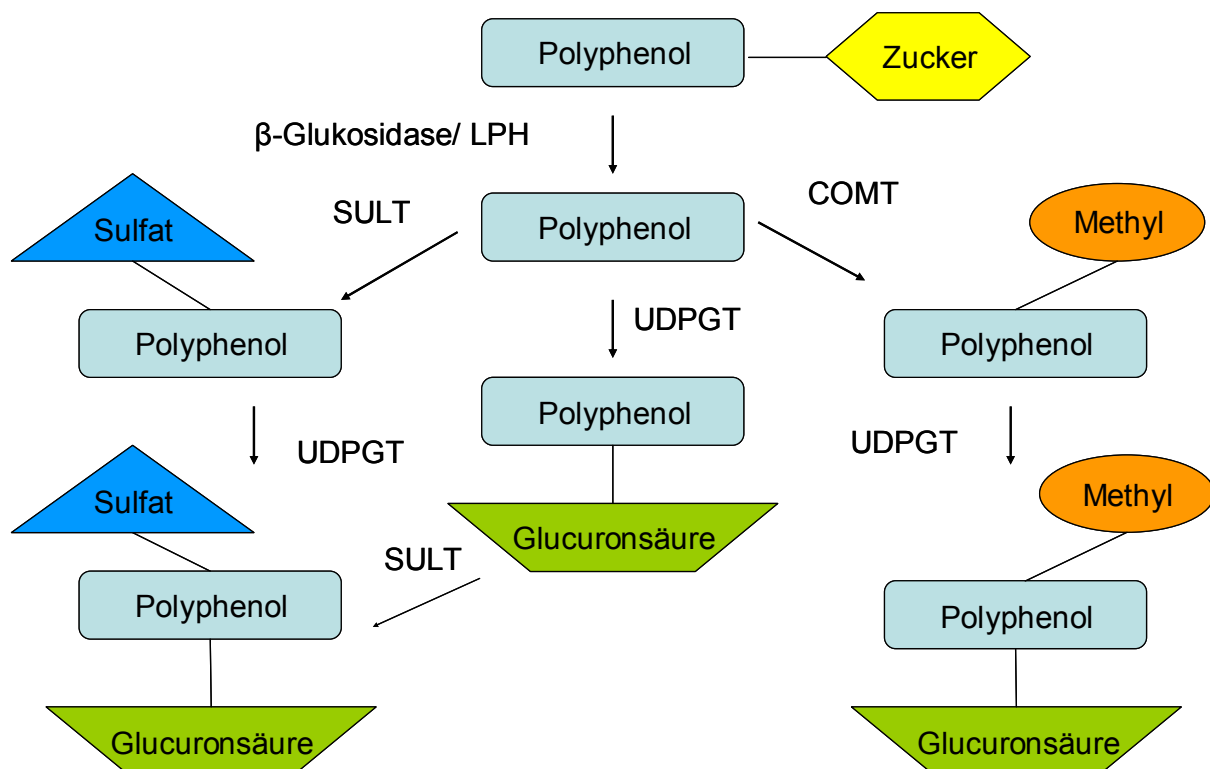 Polyphenol
Zucker
β-Glukosidase/ LPH
SULT
COMT
Sulfat
Polyphenol
Methyl
Polyphenol
UDPGT
Polyphenol
Polyphenol
UDPGT
UDPGT
Sulfat
Methyl
Glucuronsäure
SULT
Polyphenol
Polyphenol
Glucuronsäure
Glucuronsäure